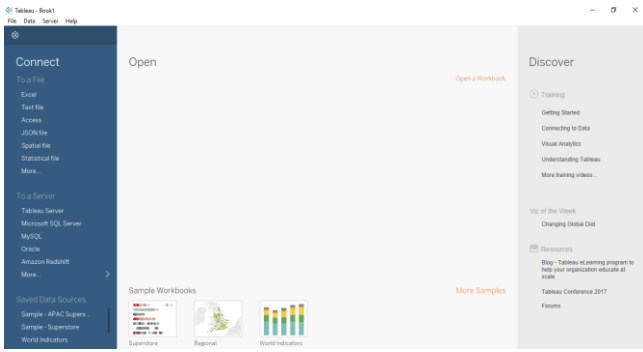 Tableau - Book1
File Data Server Help
Connect
To a File
Excel
Text file
Access
JSON file
Spatial file
Statistical file
More...
To a Server
Tableau Server
Microsoft SQL Server
MySQL
Oracle
Amazon Redshift
More...
Saved Data Sources
Sample - APAC Supers...
Sample - Superstore
World Indicators
Open
Open a Workbook
Sample Workbooks
More Samples
Superstore
Regional
World Indicators
Discover
Training
Getting Started
Connecting to Data
Visual Analytics
Understanding Tableau
More training videos...
Viz of the Week
Changing Global Diet
Resources
Blog - Tableau eLearning program to
help your organization educate at
scale
Tableau Conference 2017
Forums